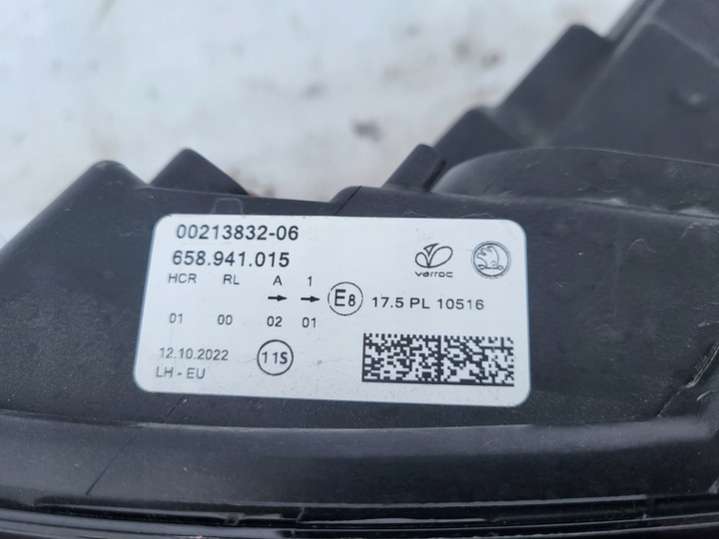 00213832-06
658.941.015
varroc
HCR RL A 1
E8 17.5 PL 10516
01 00 02 01
12.10.2022 11S
LH - EU